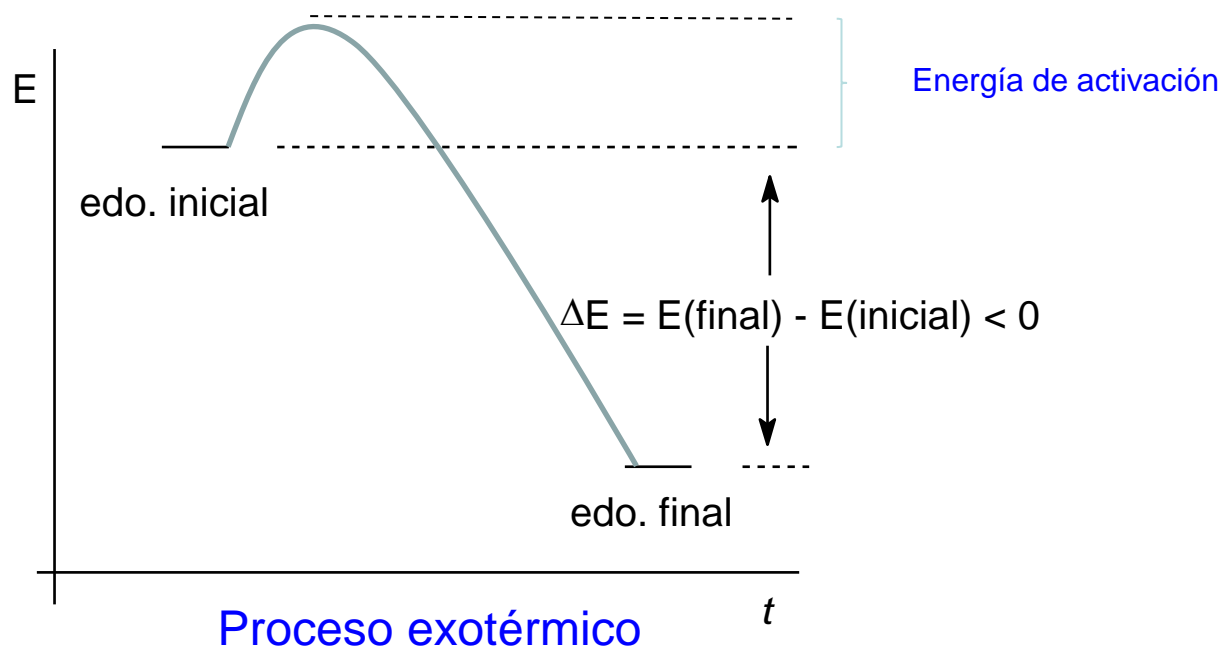 E
Energía de activación
edo. inicial
ΔE = E(final) - E(inicial) < 0
edo. final
t
Proceso exotérmico